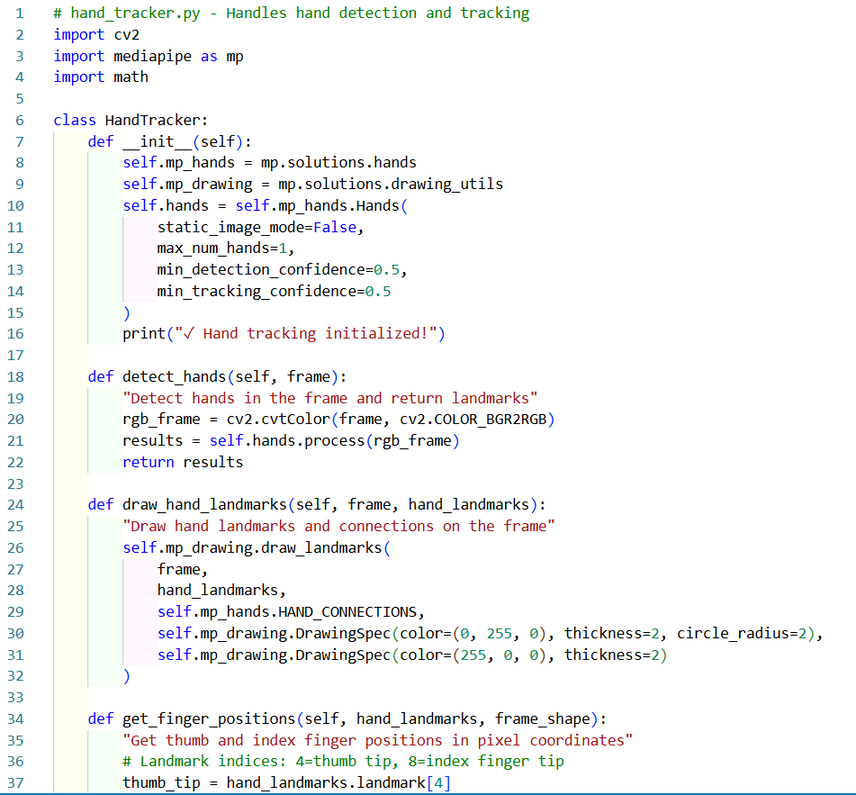 1 # hand_tracker.py - Handles hand detection and tracking
2 import cv2
3 import mediapipe as mp
4 import math
5
6 class HandTracker:
7     def __init__(self):
8         self.mp_hands = mp.solutions.hands
9         self.mp_drawing = mp.solutions.drawing_utils
10         self.hands = self.mp_hands.Hands(
11             static_image_mode=False,
12             max_num_hands=1,
13             min_detection_confidence=0.5,
14             min_tracking_confidence=0.5
15         )
16         print("✓ Hand tracking initialized!")
17
18     def detect_hands(self, frame):
19         "Detect hands in the frame and return landmarks"
20         rgb_frame = cv2.cvtColor(frame, cv2.COLOR_BGR2RGB)
21         results = self.hands.process(rgb_frame)
22         return results
23
24     def draw_hand_landmarks(self, frame, hand_landmarks):
25         "Draw hand landmarks and connections on the frame"
26         self.mp_drawing.draw_landmarks(
27             frame,
28             hand_landmarks,
29             self.mp_hands.HAND_CONNECTIONS,
30             self.mp_drawing.DrawingSpec(color=(0, 255, 0), thickness=2, circle_radius=2),
31             self.mp_drawing.DrawingSpec(color=(255, 0, 0), thickness=2)
32         )
33
34     def get_finger_positions(self, hand_landmarks, frame_shape):
35         "Get thumb and index finger positions in pixel coordinates"
36         # Landmark indices: 4=thumb tip, 8=index finger tip
37         thumb_tip = hand_landmarks.landmark[4]